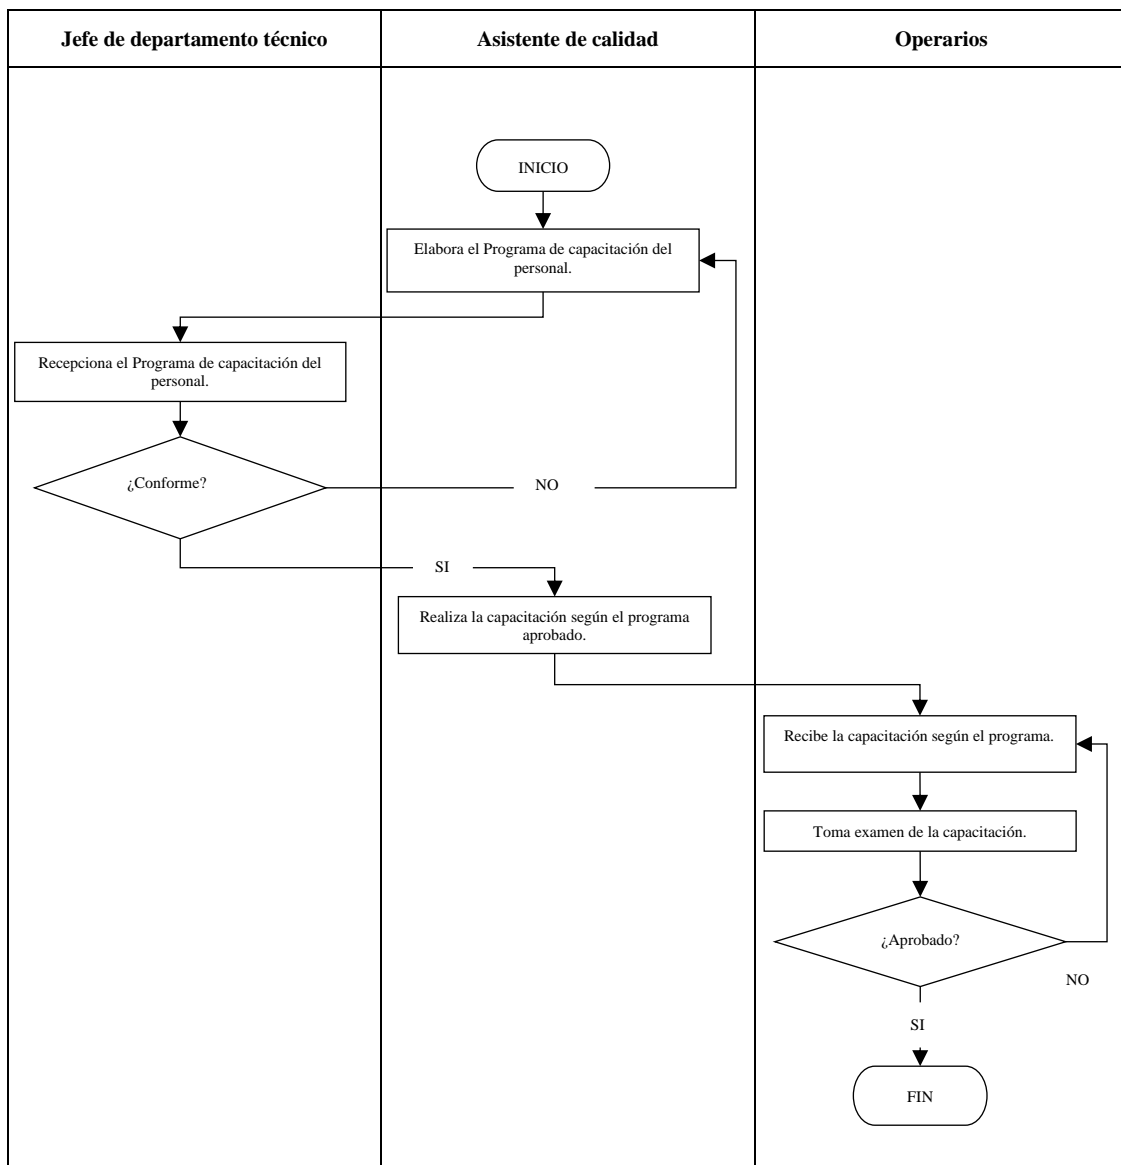 Jefe de departamento técnico
Asistente de calidad
Operarios
INICIO
Elabora el Programa de capacitación del
personal.
Recepciona el Programa de capacitación del
personal.
¿Conforme?
NO
SI
Realiza la capacitación según el programa
aprobado.
Recibe la capacitación según el programa.
Toma examen de la capacitación.
¿Aprobado?
NO
SI
FIN